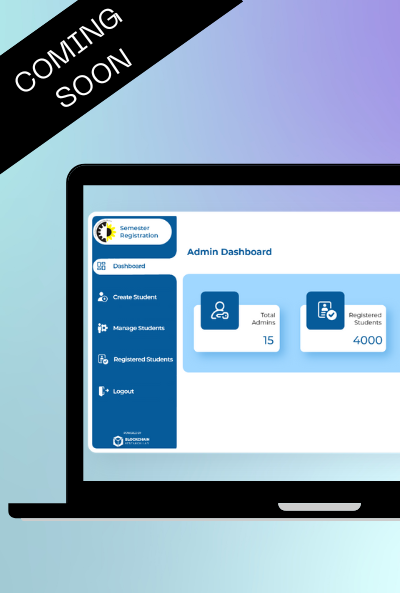 COMING
SOON
Semester
Registration
Dashboard
Create Student
Manage Students
Registered Students
Logout
BLOCKCHAIN
Admin Dashboard
Total
Admins
15
Registered
Students
4000